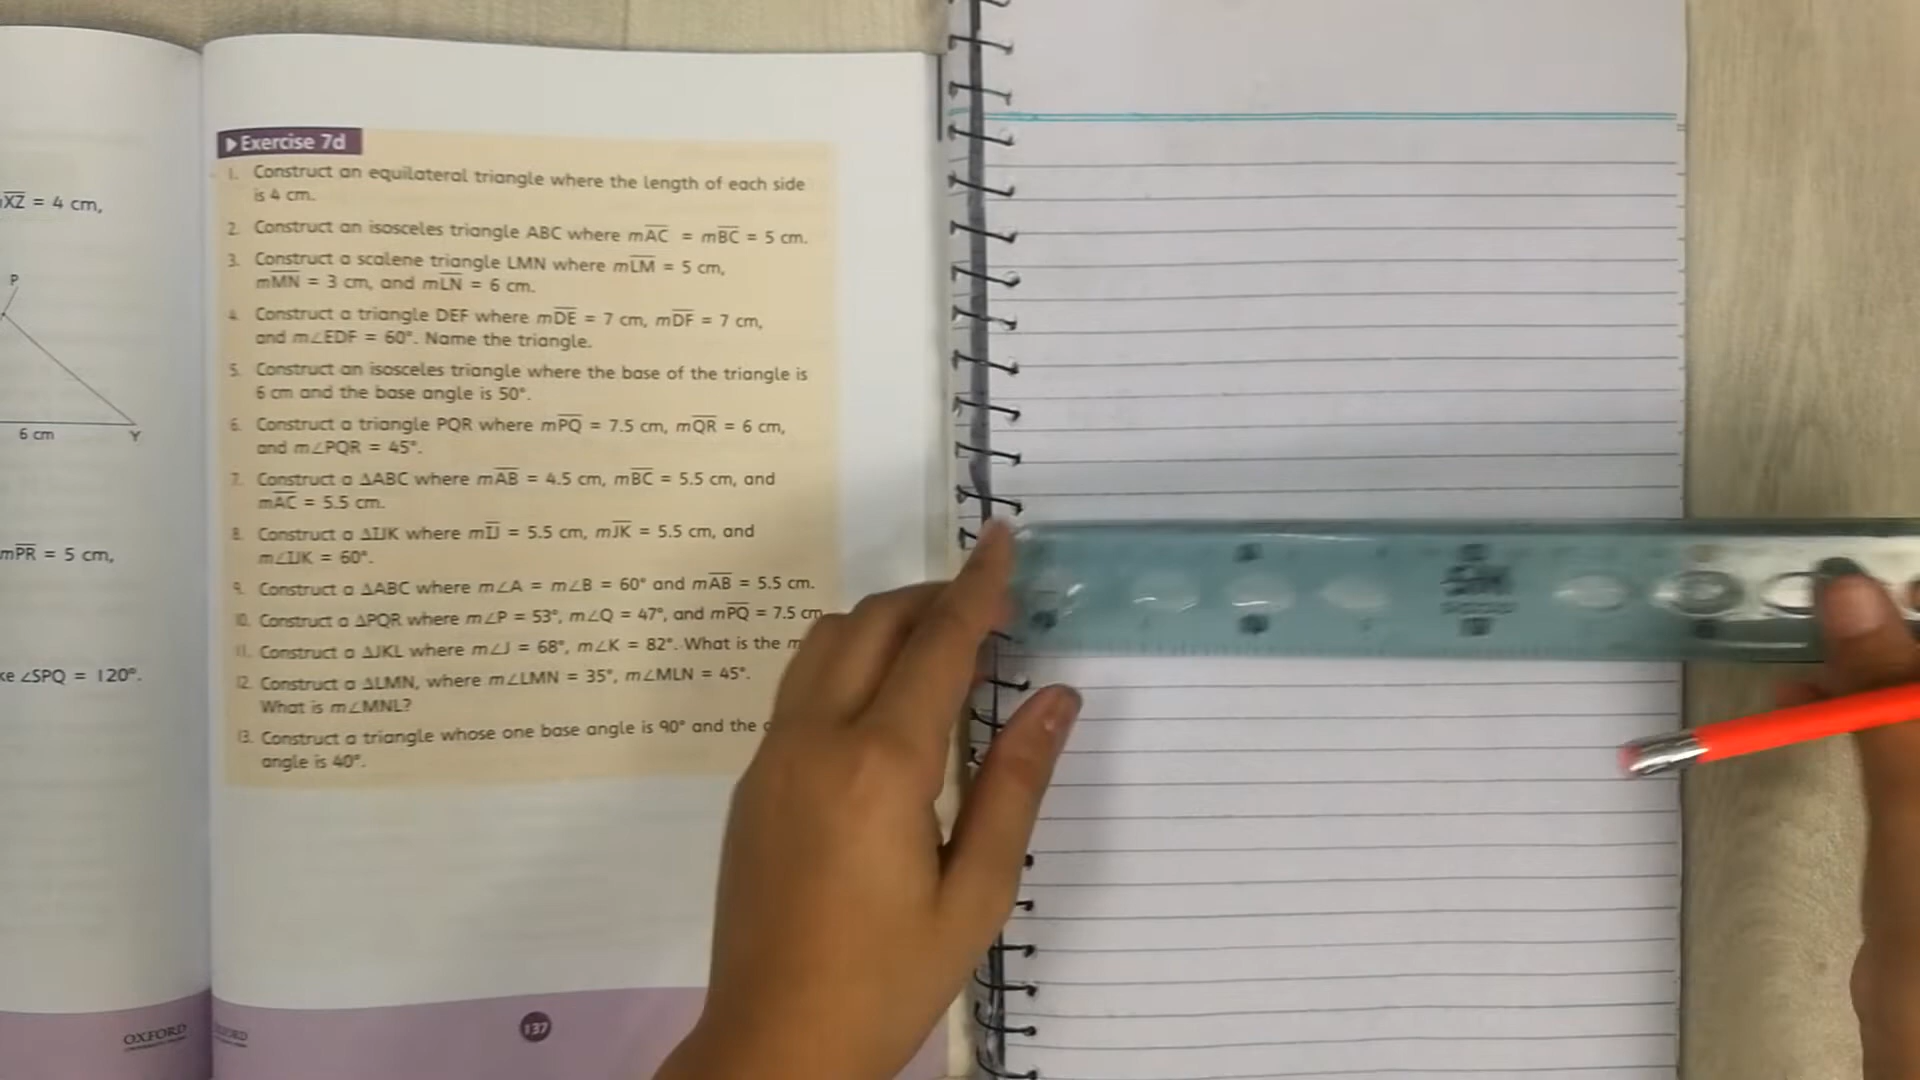 XZ = 4 cm,
P
6 cm
Y
mPR = 5 cm,
∠SPQ = 120°.
OXFORD
Exercise 7d
1. Construct an equilateral triangle where the length of each side
is 4 cm.
2. Construct an isosceles triangle ABC where mAC = mBC = 5 cm.
3. Construct a scalene triangle LMN where mLM = 5 cm,
mMN = 3 cm, and mLN = 6 cm.
4. Construct a triangle DEF where mDE = 7 cm, mDF = 7 cm,
and m∠EDF = 60°. Name the triangle.
5. Construct an isosceles triangle where the base of the triangle is
6 cm and the base angle is 50°.
6. Construct a triangle PQR where mPQ = 7.5 cm, mQR = 6 cm,
and m∠PQR = 45°.
7. Construct a ΔABC where mAB = 4.5 cm, mBC = 5.5 cm, and
mAC = 5.5 cm.
8. Construct a ΔIJK where mIJ = 5.5 cm, mJK = 5.5 cm, and
m∠IJK = 60°.
9. Construct a ΔABC where m∠A = m∠B = 60° and mAB = 5.5 cm.
10. Construct a ΔPQR where m∠P = 53°, m∠Q = 47°, and mPQ = 7.5 cm
11. Construct a ΔJKL where m∠J = 68°, m∠K = 82°. What is the m
12. Construct a ΔLMN, where m∠LMN = 35°, m∠MLN = 45°.
What is m∠MNL?
13. Construct a triangle whose one base angle is 90° and the
angle is 40°.
137